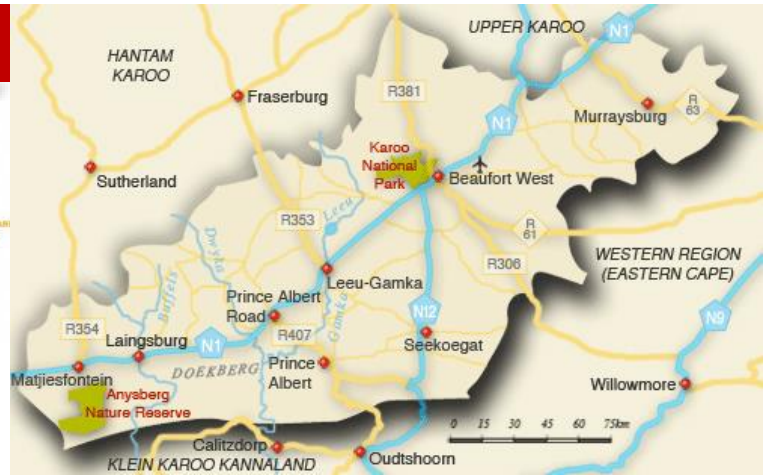 UPPER KAROO
N1
HANTAM
KAROO
R381
Fraserburg
Murraysburg
R
63
N1
Karoo
National
Park
Beaufort West
Sutherland
Leeu
R353
R
61
Dwyka
WESTERN REGION
(EASTERN CAPE)
R306
Leeu-Gamka
Buffels
Prince Albert
Road
Gamka
N12
N9
R354
R407
Laingsburg
N1
Seekoegat
DOEKBERG
Prince
Albert
Matjiesfontein
Willowmore
Anysberg
Nature Reserve
0 15 30 45 60 75km
Calitzdorp
Oudtshoorn
KLEIN KAROO KANNALAND